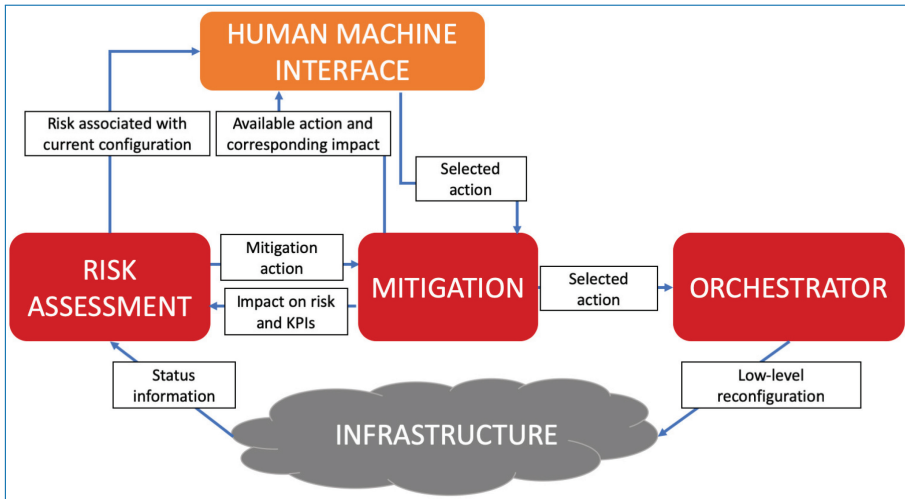 HUMAN MACHINE
INTERFACE
Risk associated with
current configuration
Available action and
corresponding impact
Selected
action
RISK
ASSESSMENT
Mitigation
action
Impact on risk
and KPIs
MITIGATION
Selected
action
ORCHESTRATOR
Status
information
INFRASTRUCTURE
Low-level
reconfiguration